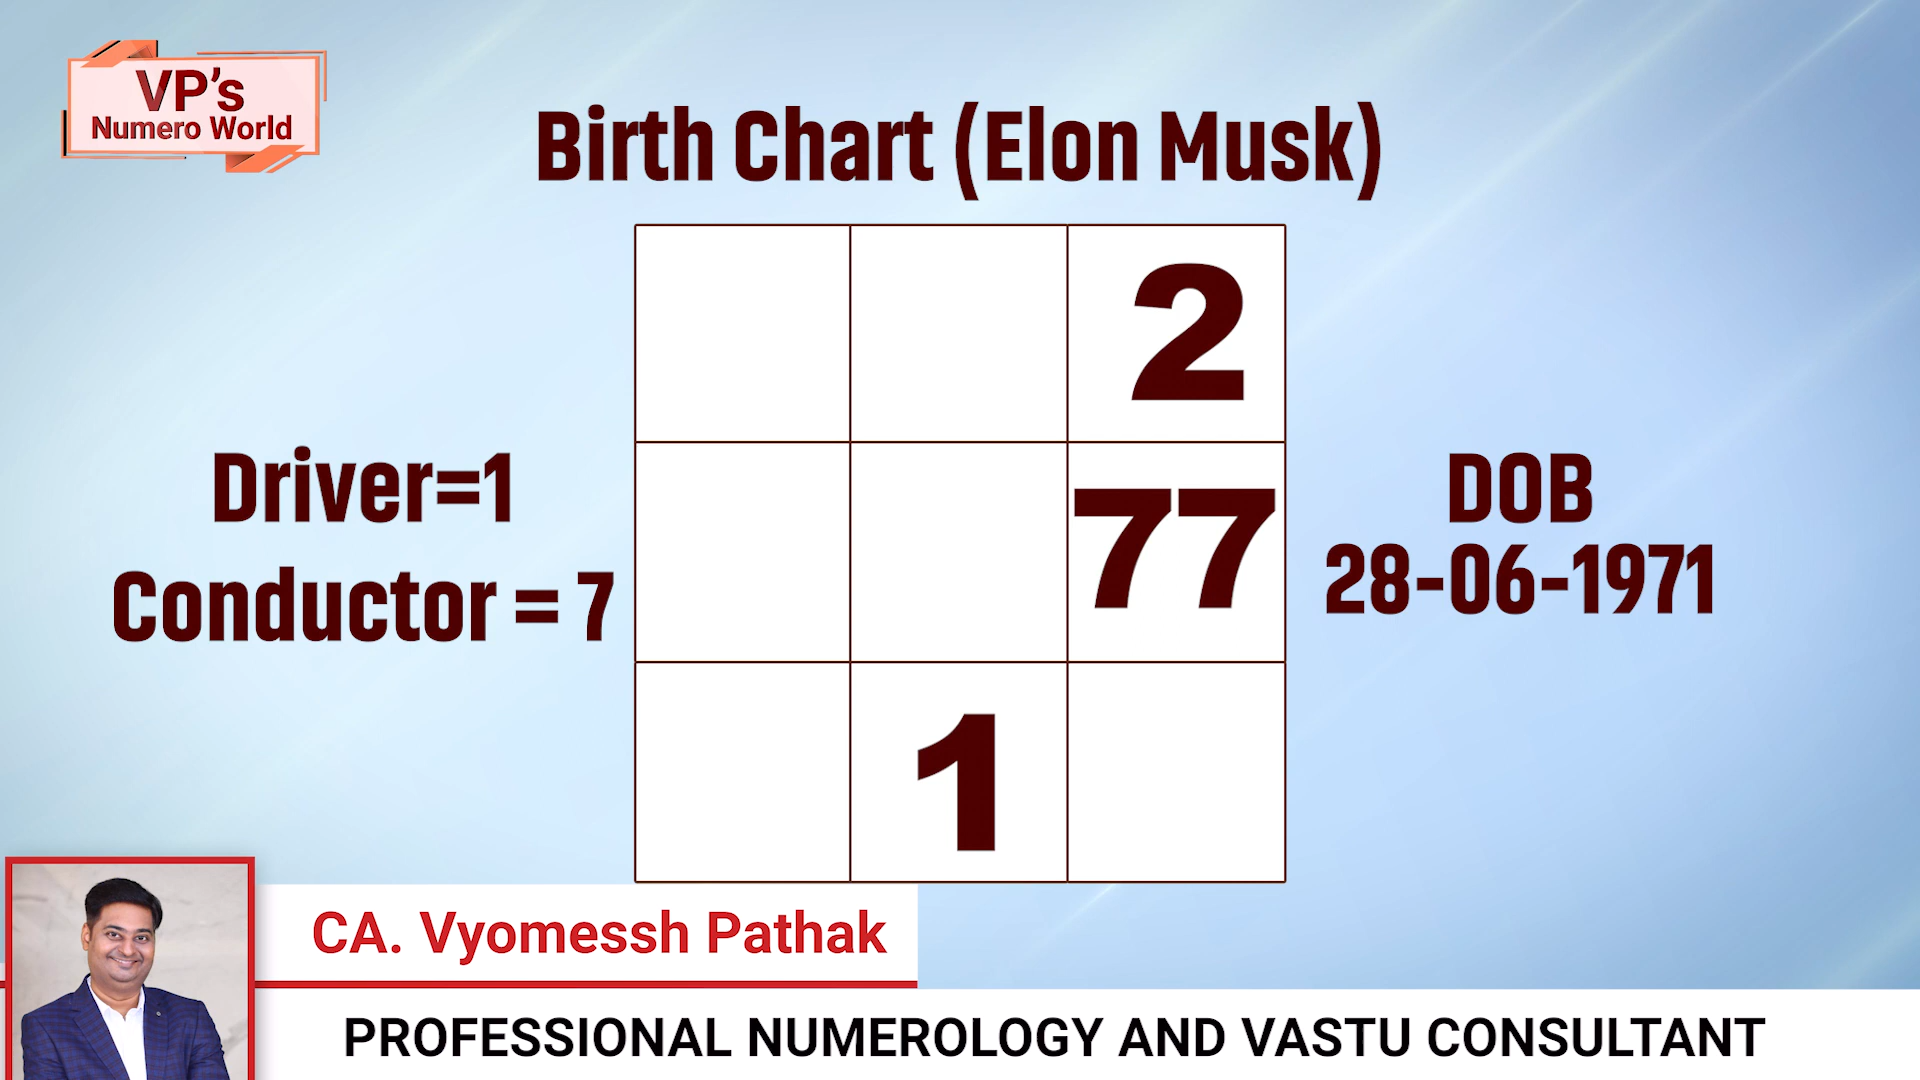 VP's
Numero World
Birth Chart (Elon Musk)
2
Driver=1
Conductor = 7
77
DOB
28-06-1971
1
CA. Vyomessh Pathak
PROFESSIONAL NUMEROLOGY AND VASTU CONSULTANT